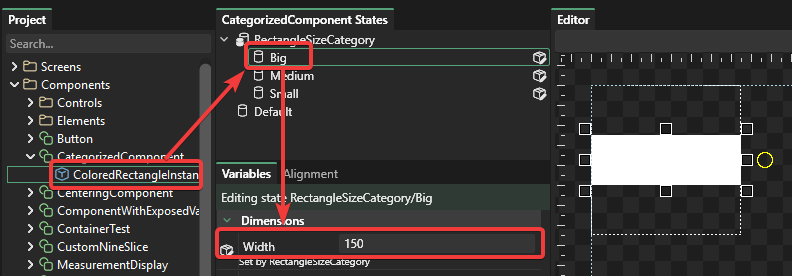 Project
Search...
Screens
Components
Controls
Elements
Button
CategorizedComponent
ColoredRectangleInstan
CenteringComponent
ComponentWithExposedVa
ContainerTest
CustomNineSlice
MeasurementDisplay
CategorizedComponent States
RectangleSizeCategory
Big
Medium
Small
Default
Variables Alignment
Editing state RectangleSizeCategory/Big
Dimensions
Width 150
Set by RectangleSizeCategory
Editor